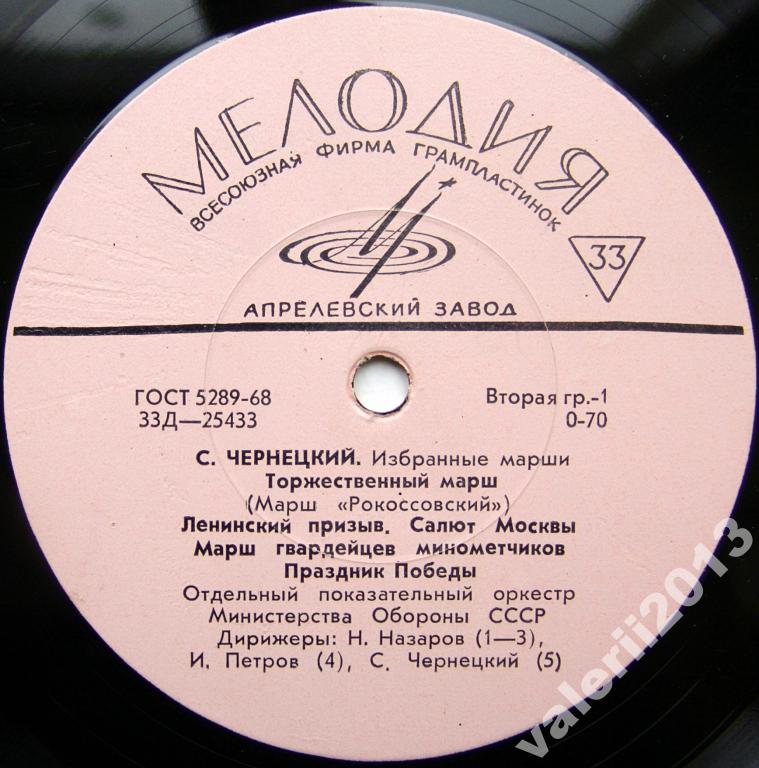 МЕЛОДИЯ
ВСЕСОЮЗНАЯ ФИРМА ГРАМПЛАСТИНОК
33
АПРЕЛЕВСКИЙ ЗАВОД
ГОСТ 5289-68
Вторая гр.-1
33Д—25433
0-70
С. ЧЕРНЕЦКИЙ. Избранные марши
Торжественный марш
(Марш «Рокоссовский»)
Ленинский призыв. Салют Москвы
Марш гвардейцев минометчиков
Праздник Победы
Отдельный показательный оркестр
Министерства Обороны СССР
Дирижеры: Н. Назаров (1—3),
И. Петров (4), С. Чернецкий (5)
valerii2013